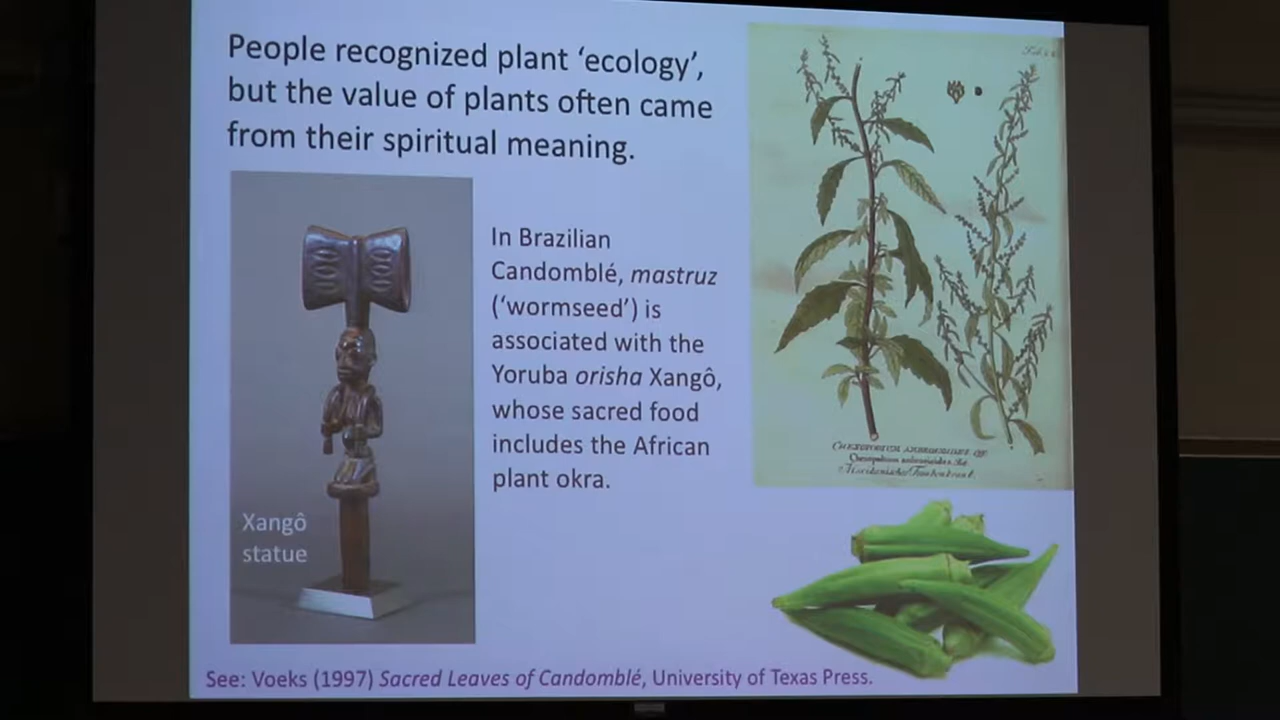 People recognized plant ‘ecology’,
but the value of plants often came
from their spiritual meaning.
In Brazilian
Candomblé, mastruz
(‘wormseed’) is
associated with the
Yoruba orisha Xangô,
whose sacred food
includes the African
plant okra.
Xangô
statue
See: Voeks (1997) Sacred Leaves of Candomblé, University of Texas Press.